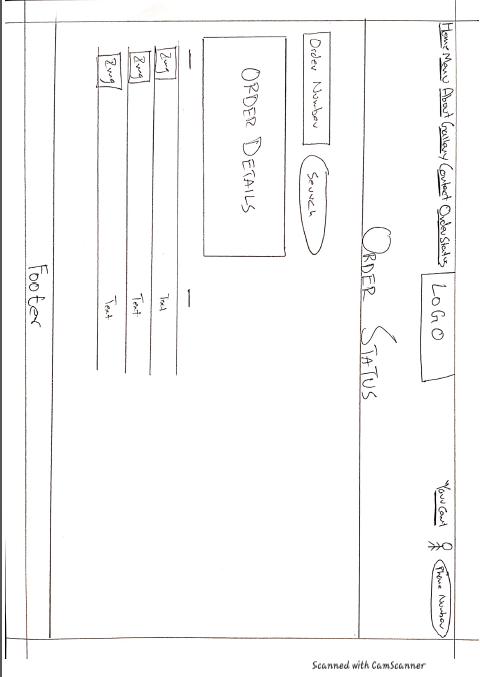 Home Menu About Gallery Contact Order Status
LOGO
Your Cart
Phone Number
ORDER STATUS
Order Number
Search
ORDER DETAILS
Img
Text
Img
Text
Img
Text
Footer
Scanned with CamScanner